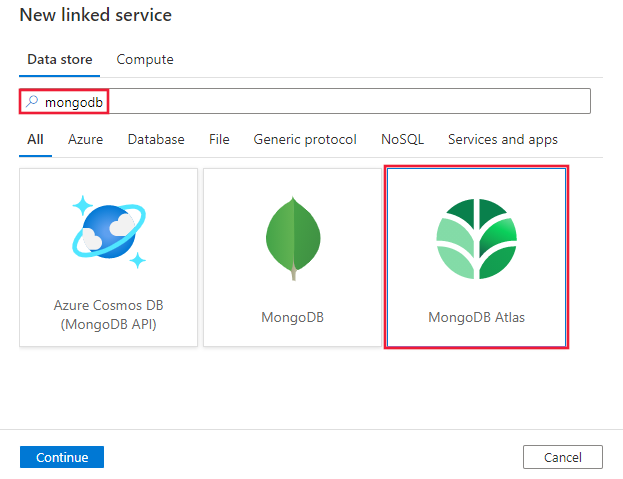 New linked service
Data store Compute
mongodb
All Azure Database File Generic protocol NoSQL Services and apps
Azure Cosmos DB
(MongoDB API)
MongoDB
MongoDB Atlas
Continue Cancel